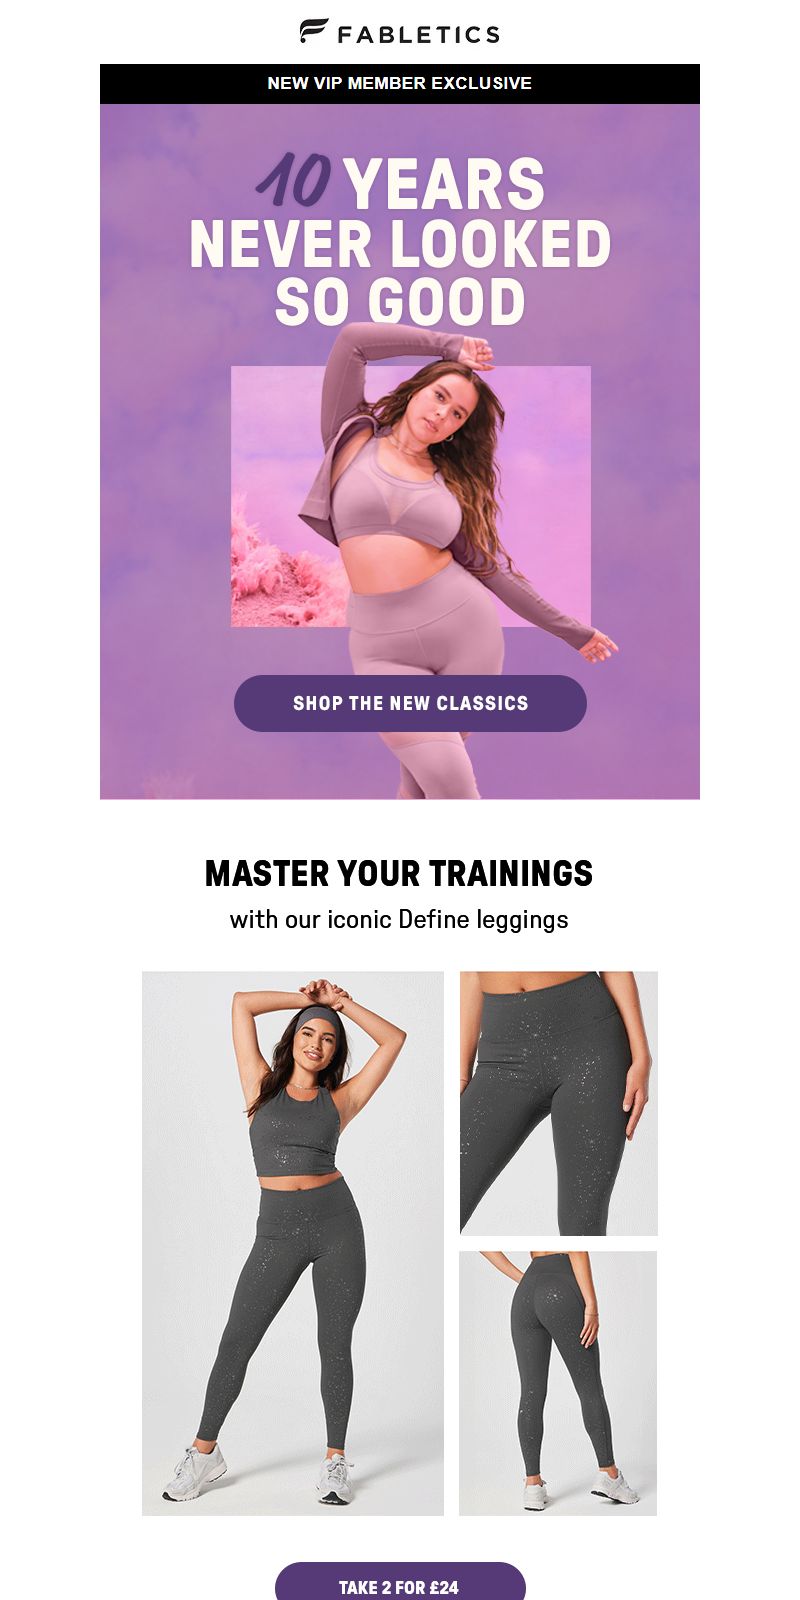 FABLETICS
NEW VIP MEMBER EXCLUSIVE
10 YEARS
NEVER LOOKED
SO GOOD
SHOP THE NEW CLASSICS
MASTER YOUR TRAININGS
with our iconic Define leggings
TAKE 2 FOR £24